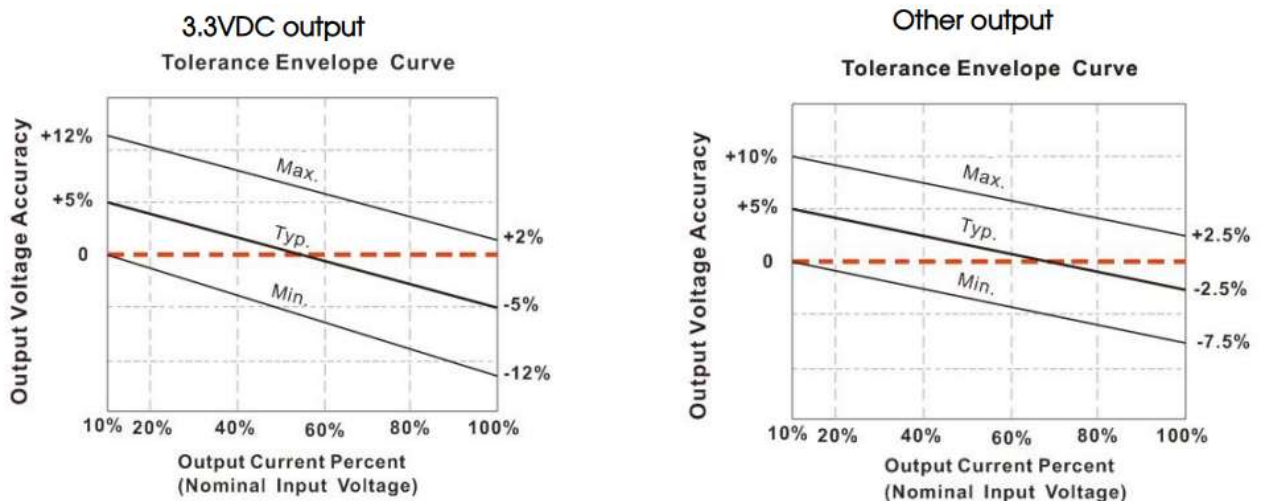 3.3VDC output
Tolerance Envelope Curve
Output Voltage Accuracy
+12%
+5%
0
Max.
Typ.
Min.
+2%
-5%
-12%
10% 20% 40% 60% 80% 100%
Output Current Percent
(Nominal Input Voltage)
Other output
Tolerance Envelope Curve
Output Voltage Accuracy
+10%
+5%
0
Max.
Typ.
Min.
+2.5%
-2.5%
-7.5%
10% 20% 40% 60% 80% 100%
Output Current Percent
(Nominal Input Voltage)